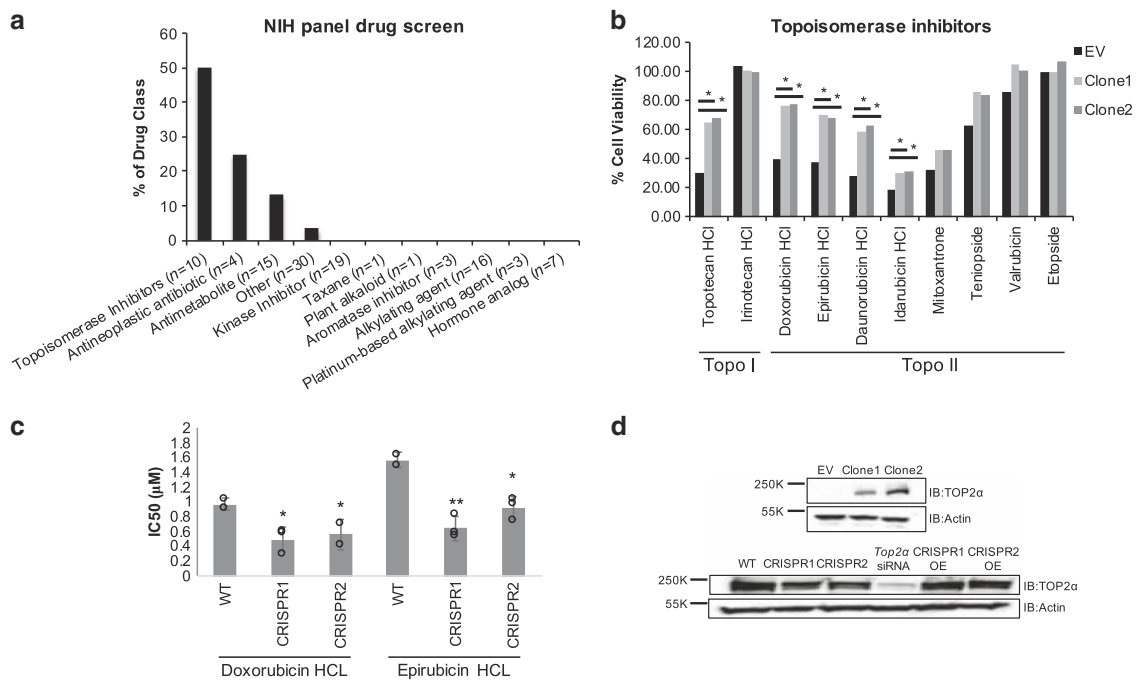 a
NIH panel drug screen
% of Drug Class
60
50
40
30
20
10
0
Topoisomerase Inhibitors (n=10)
Antineoplastic antibiotic (n=4)
Antimetabolite (n=15)
Other (n=30)
Kinase Inhibitor (n=19)
Taxane (n=1)
Plant alkaloid (n=1)
Aromatase inhibitor (n=3)
Alkylating agent (n=16)
Platinum-based alkylating agent (n=3)
Hormone analog (n=7)
b
Topoisomerase inhibitors
% Cell Viability
120.00
100.00
80.00
60.00
40.00
20.00
0.00
* *
* *
* *
* *
* *
EV
Clone1
Clone2
Topotecan HCl
Irinotecan HCl
Doxorubicin HCl
Epirubicin HCl
Daunorubicin HCl
Idarubicin HCl
Mitoxantrone
Teniopside
Valrubicin
Etopside
Topo I
Topo II
c
IC50 (μM)
2
1.8
1.6
1.4
1.2
1
0.8
0.6
0.4
0.2
0
*
*
**
*
WT
CRISPR1
CRISPR2
WT
CRISPR1
CRISPR2
Doxorubicin HCL
Epirubicin HCL
d
EV Clone1 Clone2
250K
IB:TOP2α
55K
IB:Actin
WT CRISPR1 CRISPR2 Top2α siRNA CRISPR1 OE CRISPR2 OE
250K
IB:TOP2α
55K
IB:Actin